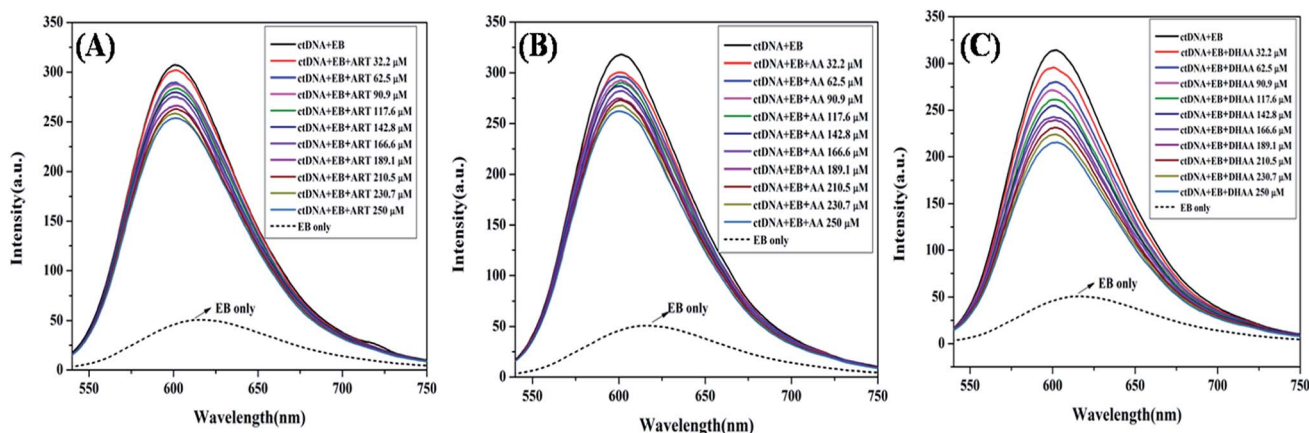 (A)
350
300
250
200
150
100
50
0
550
600
650
700
750
Intensity(a.u.)
Wavelength(nm)
ctDNA+EB
ctDNA+EB+ART 32.2 µM
ctDNA+EB+ART 62.5 µM
ctDNA+EB+ART 90.9 µM
ctDNA+EB+ART 117.6 µM
ctDNA+EB+ART 142.8 µM
ctDNA+EB+ART 166.6 µM
ctDNA+EB+ART 189.1 µM
ctDNA+EB+ART 210.5 µM
ctDNA+EB+ART 230.7 µM
ctDNA+EB+ART 250 µM
EB only
EB only
(B)
350
300
250
200
150
100
50
0
550
600
650
700
750
Intensity(a.u.)
Wavelength(nm)
ctDNA+EB
ctDNA+EB+AA 32.2 µM
ctDNA+EB+AA 62.5 µM
ctDNA+EB+AA 90.9 µM
ctDNA+EB+AA 117.6 µM
ctDNA+EB+AA 142.8 µM
ctDNA+EB+AA 166.6 µM
ctDNA+EB+AA 189.1 µM
ctDNA+EB+AA 210.5 µM
ctDNA+EB+AA 230.7 µM
ctDNA+EB+AA 250 µM
EB only
EB only
(C)
350
300
250
200
150
100
50
0
550
600
650
700
750
Intensity(a.u.)
Wavelength(nm)
ctDNA+EB
ctDNA+EB+DHAA 32.2 µM
ctDNA+EB+DHAA 62.5 µM
ctDNA+EB+DHAA 90.9 µM
ctDNA+EB+DHAA 117.6 µM
ctDNA+EB+DHAA 142.8 µM
ctDNA+EB+DHAA 166.6 µM
ctDNA+EB+DHAA 189.1 µM
ctDNA+EB+DHAA 210.5 µM
ctDNA+EB+DHAA 230.7 µM
ctDNA+EB+DHAA 250 µM
EB only
EB only